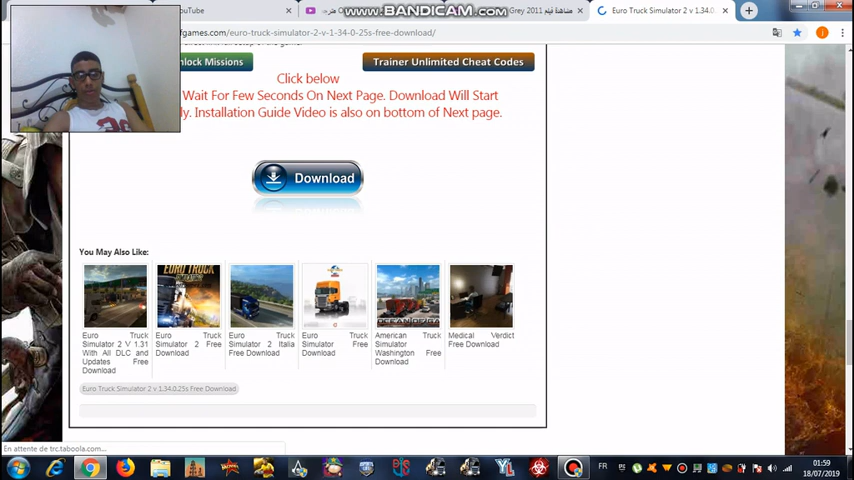 YouTube
WWW.BANDICAM.COM
مشاهدة فيلم
Grey 2011
Euro Truck Simulator 2 v 1.34.0.
fgames.com/euro-truck-simulator-2-v-1-34-0-25s-free-download/
nlock Missions
Trainer Unlimited Cheat Codes
Click below
Wait For Few Seconds On Next Page. Download Will Start
ly. Installation Guide Video is also on bottom of Next page.
Download
You May Also Like:
Euro Truck Simulator 2 V 1.31 With All DLC and Updates Free Download
Euro Truck Simulator 2 Free Download
Euro Truck Simulator 2 Italia Free Download
Euro Truck Simulator Free Download
American Truck Simulator Washington Free Download
Medical Verdict Free Download
Euro Truck Simulator 2 v 1.34.0.25s Free Download
En attente de trc.taboola.com...
FR
01:59
18/07/2019